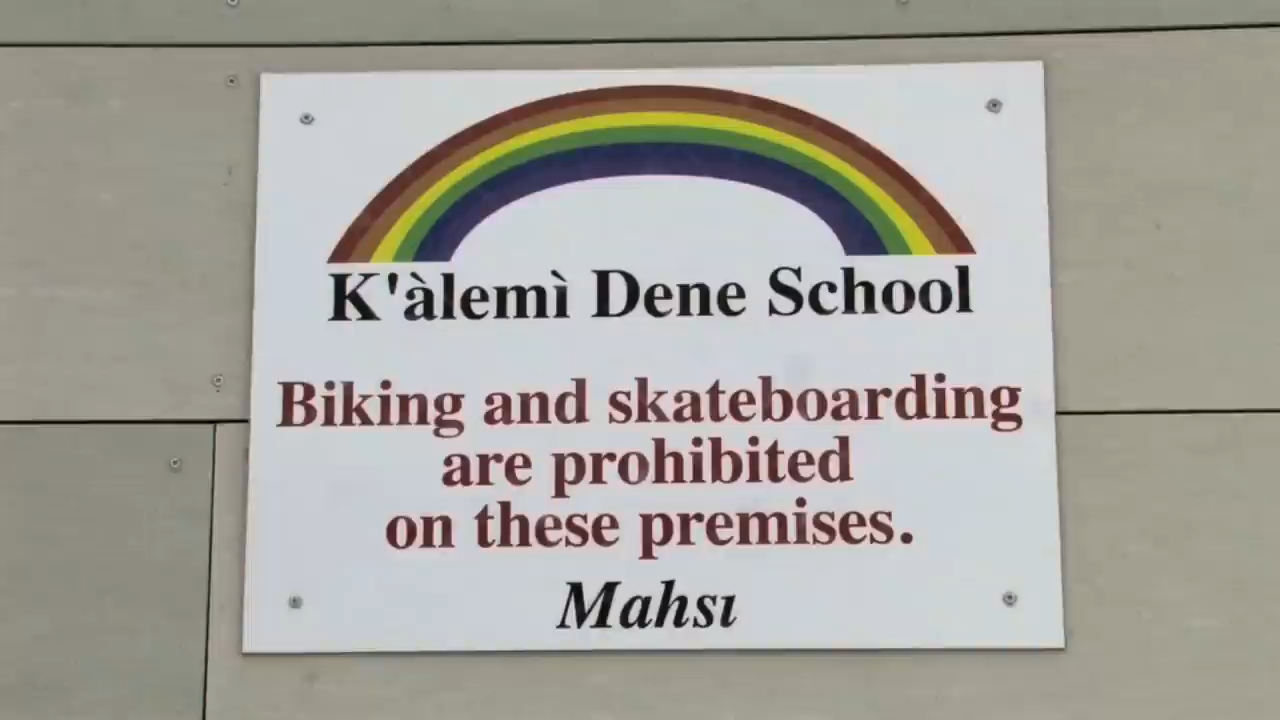 K'àlemì Dene School
Biking and skateboarding
are prohibited
on these premises.
Mahsı